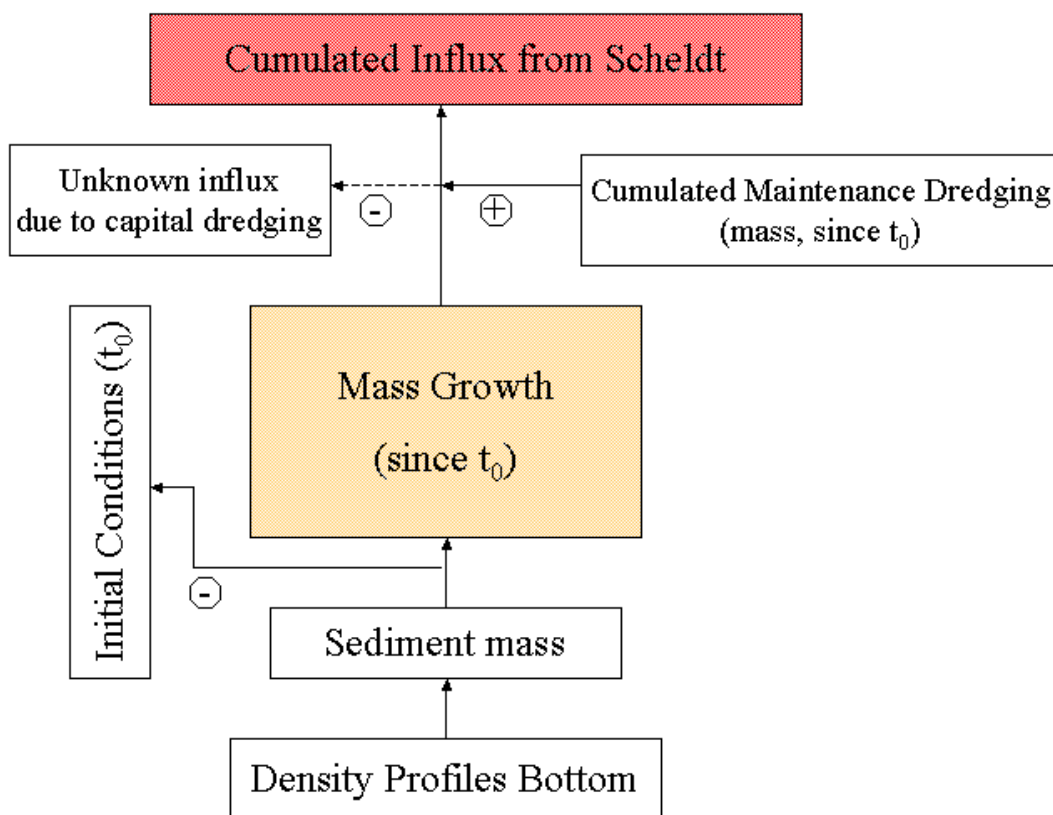 Cumulated Influx from Scheldt
Unknown influx
due to capital dredging
-
+
Cumulated Maintenance Dredging
(mass, since t₀)
Initial Conditions (t₀)
Mass Growth
(since t₀)
-
Sediment mass
Density Profiles Bottom